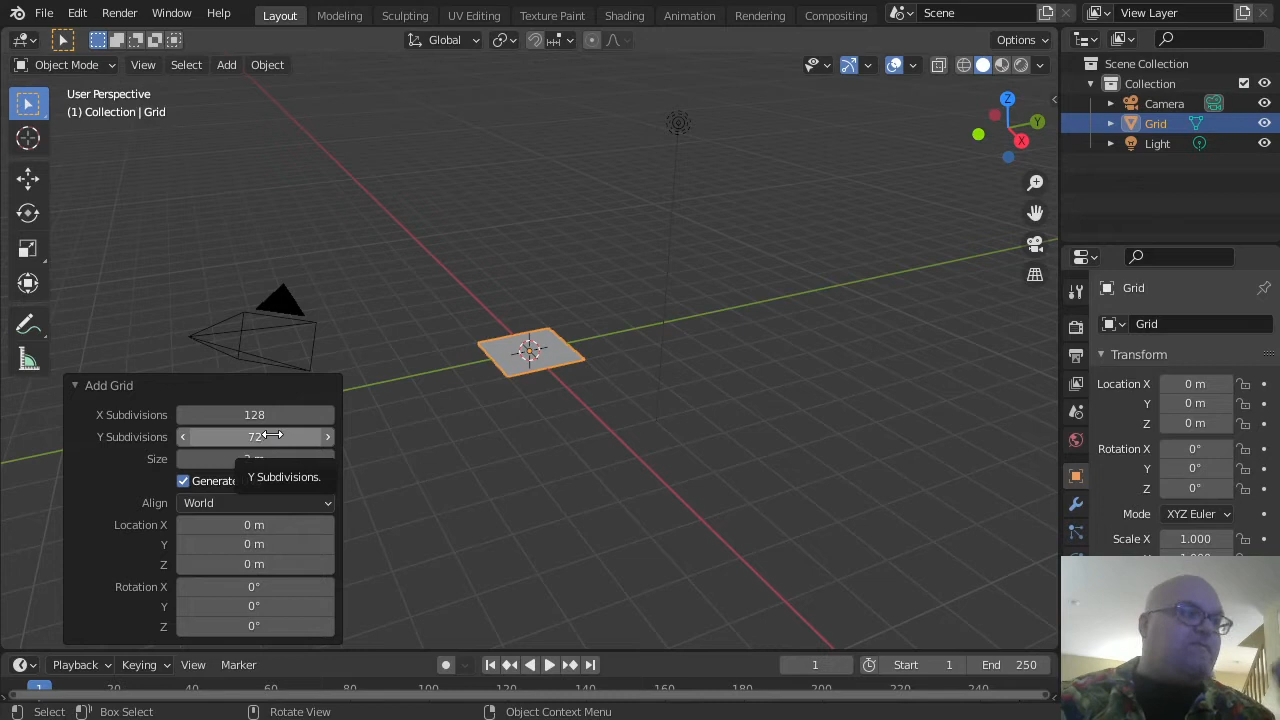 File Edit Render Window Help Layout Modeling Sculpting UV Editing Texture Paint Shading Animation Rendering Compositing Scene View Layer
Global Options
Object Mode View Select Add Object
User Perspective
(1) Collection | Grid
Z
Y
X
Scene Collection
Collection
Camera
Grid
Light
Grid
Grid
Transform
Location X 0 m
Y 0 m
Z 0 m
Rotation X 0°
Y 0°
Z 0°
Mode XYZ Euler
Scale X 1.000
Add Grid
X Subdivisions 128
Y Subdivisions 72
Size
Y Subdivisions.
Generate
Align World
Location X 0 m
Y 0 m
Z 0 m
Rotation X 0°
Y 0°
Z 0°
Playback Keying View Marker 1 Start 1 End 250
1 20 40 60 80 100 120 140 160 180 200 220 240
Select Box Select Rotate View Object Context Menu